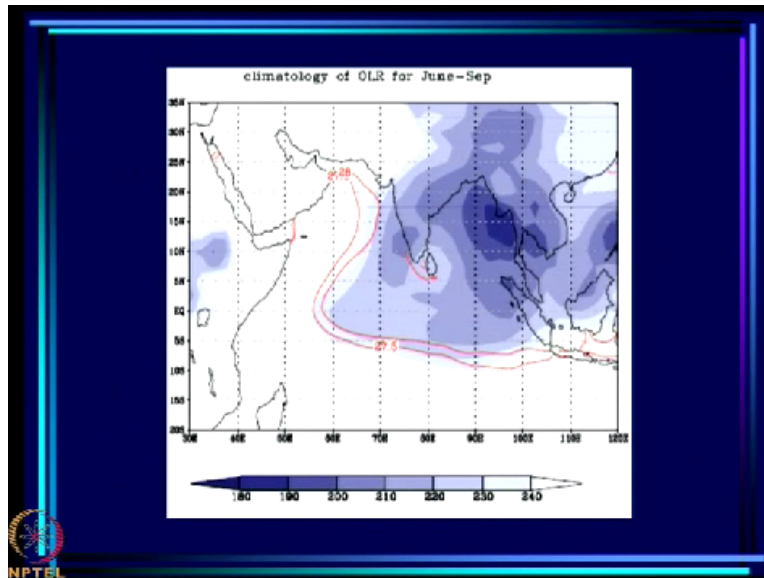 climatology of OLR for June-Sep
35N
30N
25N
20N
15N
10N
5N
EQ
5S
10S
15S
20S
28
27.5
30E 40E 50E 60E 70E 80E 90E 100E 110E 120E
180 190 200 210 220 230 240
NPTEL